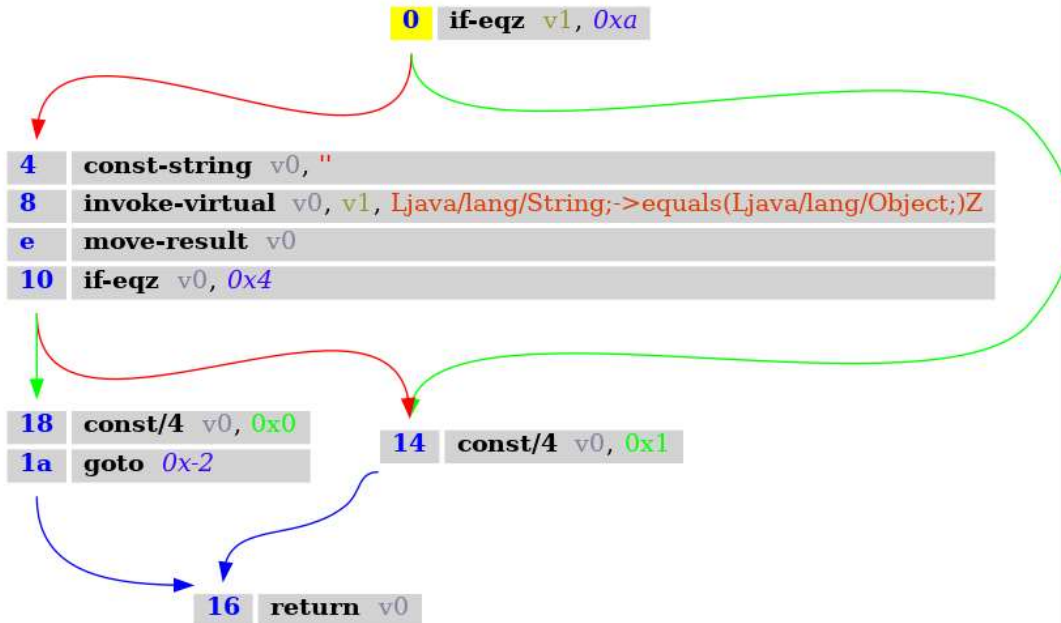 0 if-eqz v1, 0xa
4 const-string v0, ''
8 invoke-virtual v0, v1, Ljava/lang/String;->equals(Ljava/lang/Object;)Z
e move-result v0
10 if-eqz v0, 0x4
18 const/4 v0, 0x0
1a goto 0x-2
14 const/4 v0, 0x1
16 return v0